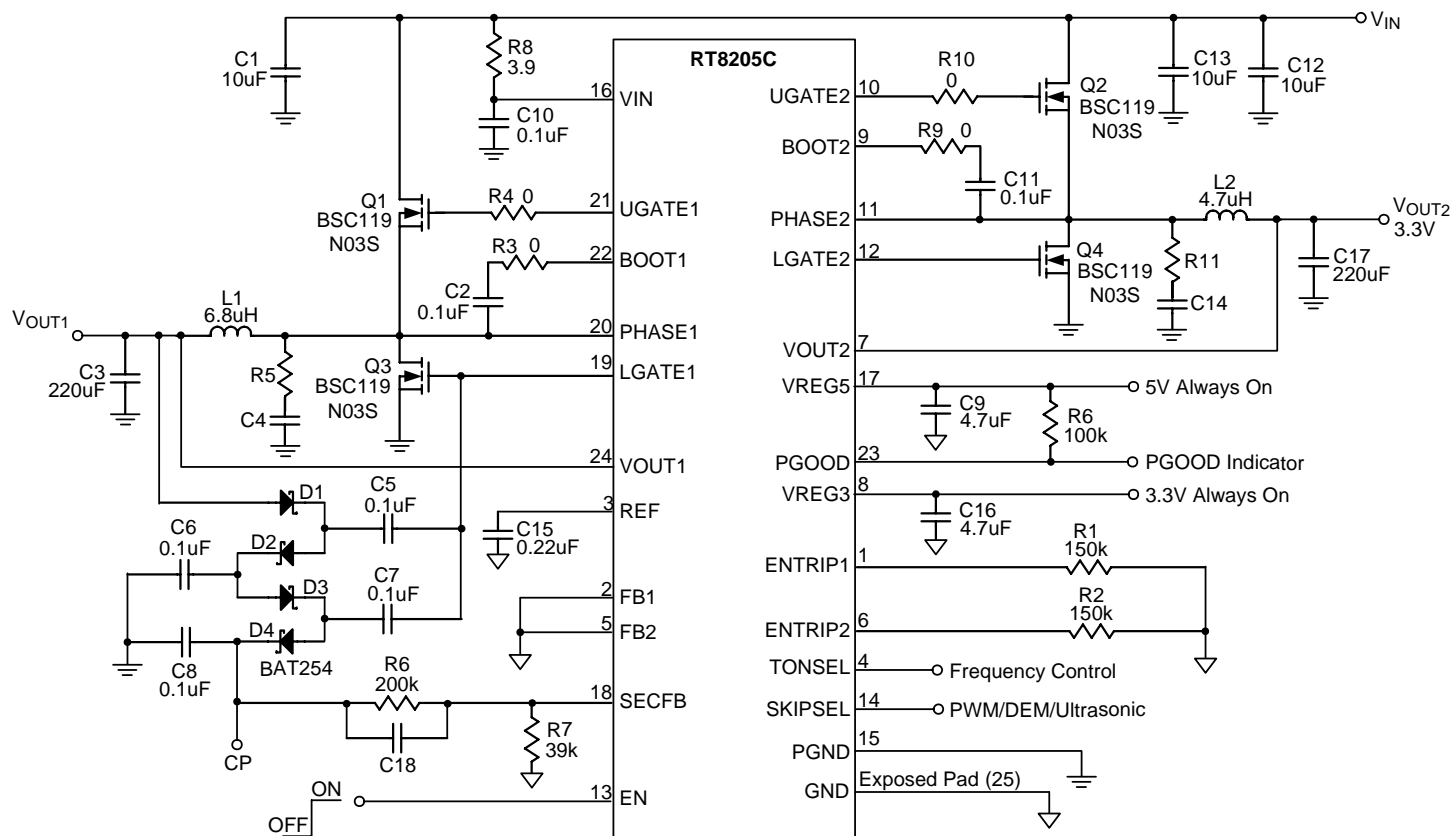 VIN
C1
10uF
R8
3.9
RT8205C
C13
10uF
C12
10uF
16
VIN
C10
0.1uF
UGATE2
10
R10
0
Q2
BSC119
N03S
BOOT2
9
R9 0
C11
0.1uF
Q1
BSC119
N03S
R4 0
21
UGATE1
PHASE2
11
L2
4.7uH
VOUT2
3.3V
R3 0
22
BOOT1
C2
0.1uF
LGATE2
12
Q4
BSC119
N03S
R11
C14
C17
220uF
VOUT1
L1
6.8uH
20
PHASE1
C3
220uF
R5
C4
Q3
BSC119
N03S
19
LGATE1
VOUT2
7
VREG5
17
5V Always On
C9
4.7uF
R6
100k
24
VOUT1
PGOOD
23
PGOOD Indicator
D1
C5
0.1uF
3
REF
C15
0.22uF
VREG3
8
3.3V Always On
C16
4.7uF
C6
0.1uF
D2
D3
C7
0.1uF
ENTRIP1
1
R1
150k
2
FB1
5
FB2
ENTRIP2
6
R2
150k
D4
BAT254
C8
0.1uF
TONSEL
4
Frequency Control
R6
200k
C18
18
SECFB
R7
39k
SKIPSEL
14
PWM/DEM/Ultrasonic
CP
PGND
15
ON
OFF
13
EN
GND
Exposed Pad (25)